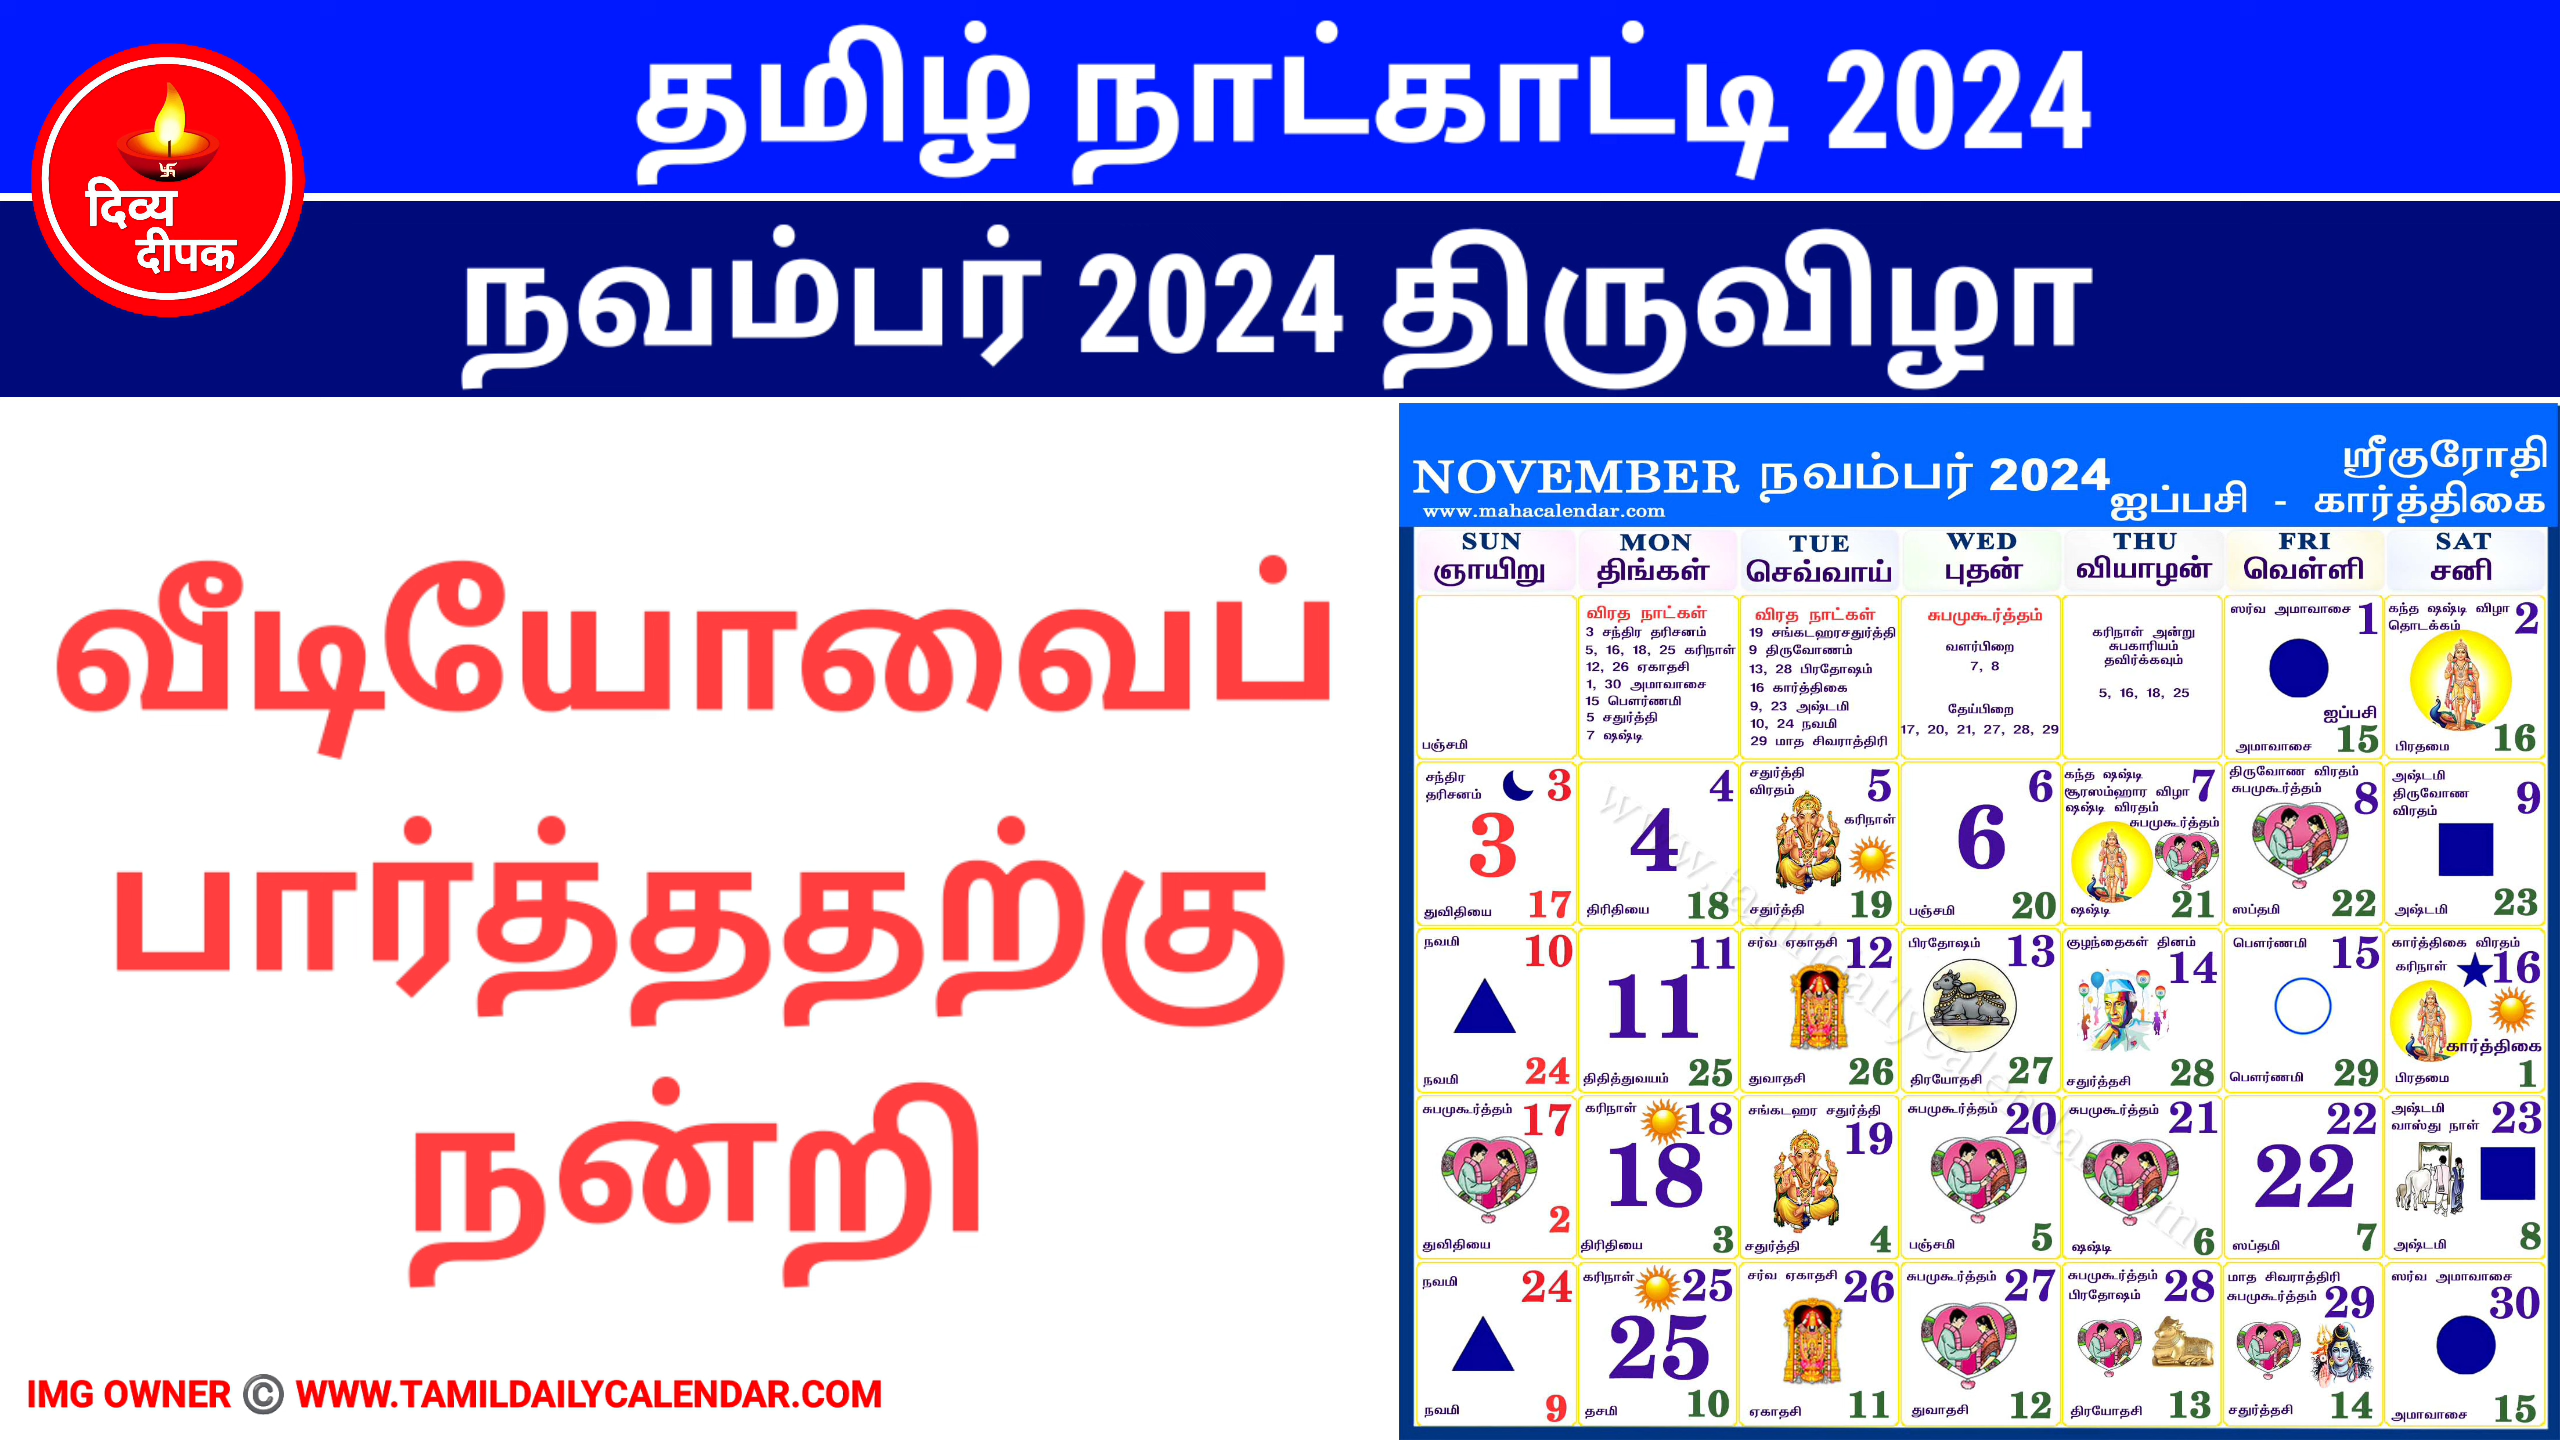 தமிழ் நாட்காட்டி 2024
दिव्य
दीपक
நவம்பர் 2024 திருவிழா
வீடியோவைப்
பார்த்ததற்கு
நன்றி
IMG OWNER © WWW.TAMILDAILYCALENDAR.COM
NOVEMBER நவம்பர் 2024
www.mahacalendar.com
ஸ்ரீகுரோதி
ஐப்பசி - கார்த்திகை
SUN MON TUE WED THU FRI SAT
ஞாயிறு திங்கள் செவ்வாய் புதன் வியாழன் வெள்ளி சனி
பஞ்சமி
விரத நாட்கள்
3 சந்திர தரிசனம்
5, 16, 18, 25 கரிநாள்
12, 26 ஏகாதசி
1, 30 அமாவாசை
15 பௌர்ணமி
5 சதுர்த்தி
7 ஷஷ்டி
விரத நாட்கள்
19 சங்கடஹரசதுர்த்தி
9 திருவோணம்
13, 28 பிரதோஷம்
16 கார்த்திகை
9, 23 அஷ்டமி
10, 24 நவமி
29 மாத சிவராத்திரி
சுபமுகூர்த்தம்
வளர்பிறை
7, 8
தேய்பிறை
17, 20, 21, 27, 28, 29
கரிநாள் அன்று
சுபகாரியம்
தவிர்க்கவும்
5, 16, 18, 25
ஸர்வ அமாவாசை 1
ஐப்பசி
அமாவாசை 15
கந்த ஷஷ்டி விழா 2
தொடக்கம்
பிரதமை 16
சந்திர 3
தரிசனம்
3
துவிதியை 17
4
4
திரிதியை 18
சதுர்த்தி 5
விரதம்
கரிநாள்
சதுர்த்தி 19
6
6
பஞ்சமி 20
கந்த ஷஷ்டி 7
சூரஸம்ஹார விழா
ஷஷ்டி விரதம்
சுபமுகூர்த்தம்
ஷஷ்டி 21
திருவோண விரதம்
சுபமுகூர்த்தம் 8
ஸப்தமி 22
அஷ்டமி
திருவோண 9
விரதம்
அஷ்டமி 23
நவமி 10
நவமி 24
11
11
திதித்துவயம் 25
சர்வ ஏகாதசி 12
துவாதசி 26
பிரதோஷம் 13
திரயோதசி 27
குழந்தைகள் தினம்
14
சதுர்த்தசி 28
பௌர்ணமி 15
பௌர்ணமி 29
கார்த்திகை விரதம்
கரிநாள் 16
கார்த்திகை
பிரதமை 1
சுபமுகூர்த்தம் 17
துவிதியை 2
கரிநாள் 18
18
திரிதியை 3
சங்கடஹர சதுர்த்தி
19
சதுர்த்தி 4
சுபமுகூர்த்தம் 20
பஞ்சமி 5
சுபமுகூர்த்தம் 21
ஷஷ்டி 6
22
22
ஸப்தமி 7
அஷ்டமி
வாஸ்து நாள் 23
அஷ்டமி 8
நவமி 24
நவமி 9
கரிநாள் 25
25
தசமி 10
சர்வ ஏகாதசி 26
ஏகாதசி 11
சுபமுகூர்த்தம் 27
துவாதசி 12
சுபமுகூர்த்தம் 28
பிரதோஷம்
திரயோதசி 13
மாத சிவராத்திரி
சுபமுகூர்த்தம் 29
சதுர்த்தசி 14
ஸர்வ அமாவாசை
30
அமாவாசை 15
www.tamildailycalendar.com